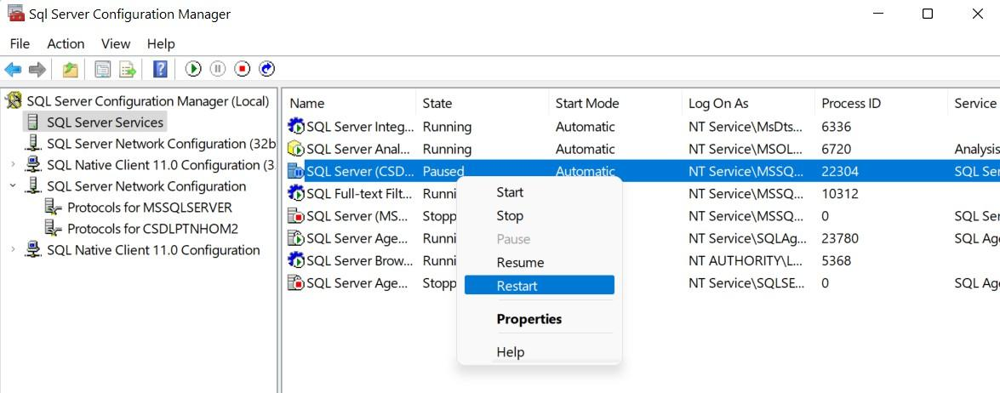 Sql Server Configuration Manager
File Action View Help
SQL Server Configuration Manager (Local)
SQL Server Services
SQL Server Network Configuration (32b
SQL Native Client 11.0 Configuration (3.
SQL Server Network Configuration
Protocols for MSSQLSERVER
Protocols for CSDLPTNHOM2
SQL Native Client 11.0 Configuration
Name State Start Mode Log On As Process ID Service
SQL Server Integ... Running Automatic NT Service\MsDts... 6336
SQL Server Anal... Running Automatic NT Service\MSOL... 6720 Analysis
SQL Server (CSD... Paused Automatic NT Service\MSSQ... 22304 SQL Ser
SQL Full-text Filt... Runni NT Service\MSSQ... 10312
SQL Server (MS... Stopp NT Service\MSSQ... 0 SQL Ser
SQL Server Age... Runni NT Service\SQLAg... 23780 SQL Age
SQL Server Brow... Runni NT AUTHORITY\L... 5368
SQL Server Age... Stopp NT Service\SQLSE... 0 SQL Age
Start
Stop
Pause
Resume
Restart
Properties
Help